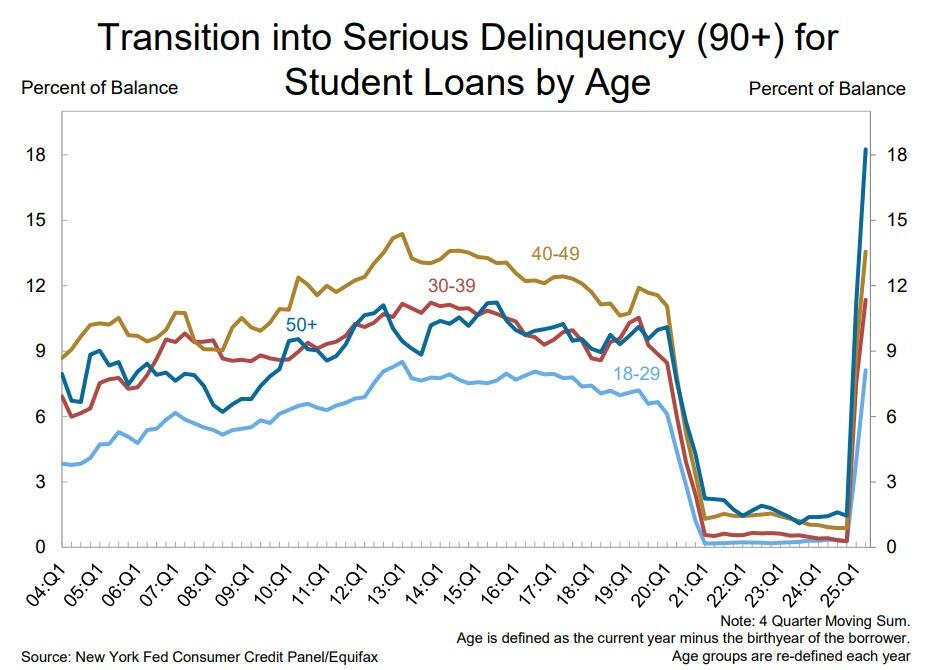 Transition into Serious Delinquency (90+) for
Student Loans by Age
Percent of Balance
Percent of Balance
18
18
15
15
12
12
9
9
6
6
3
3
0
0
40-49
30-39
50+
18-29
04:Q1
05:Q1
06:Q1
07:Q1
08:Q1
09:Q1
10:Q1
11:Q1
12:Q1
13:Q1
14:Q1
15:Q1
16:Q1
17:Q1
18:Q1
19:Q1
20:Q1
21:Q1
22:Q1
23:Q1
24:Q1
25:Q1
Note: 4 Quarter Moving Sum.
Age is defined as the current year minus the birthyear of the borrower.
Source: New York Fed Consumer Credit Panel/Equifax
Age groups are re-defined each year